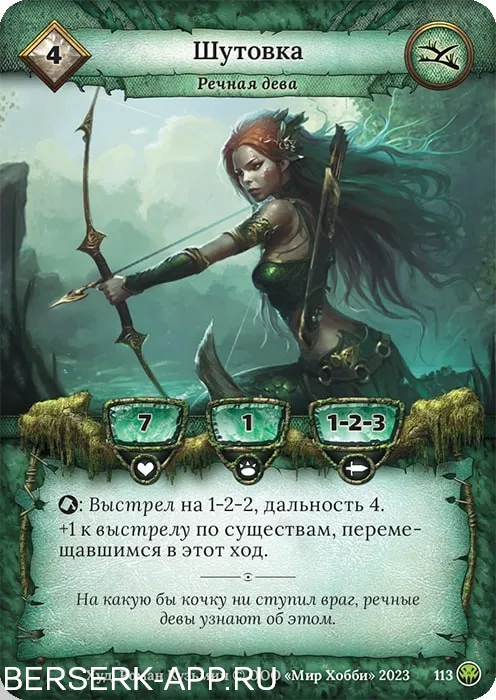 4
Шутовка
Речная дева
7
1
1-2-3
: Выстрел на 1-2-2, дальность 4.
+1 к выстрелу по существам, переме-
щавшимся в этот ход.
На какую бы кочку ни ступил враг, речные
девы узнают об этом.
«Мир Хобби» 2023
113
BERSERK-APP.RU